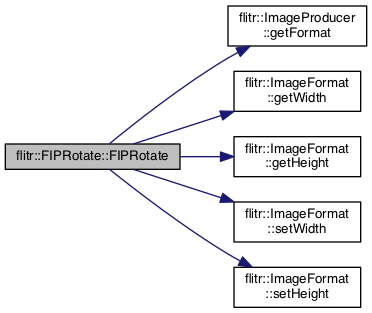 flitr::ImageProducer
::getFormat
flitr::ImageFormat
::getWidth
flitr::FIPRotate::FIPRotate
flitr::ImageFormat
::getHeight
flitr::ImageFormat
::setWidth
flitr::ImageFormat
::setHeight